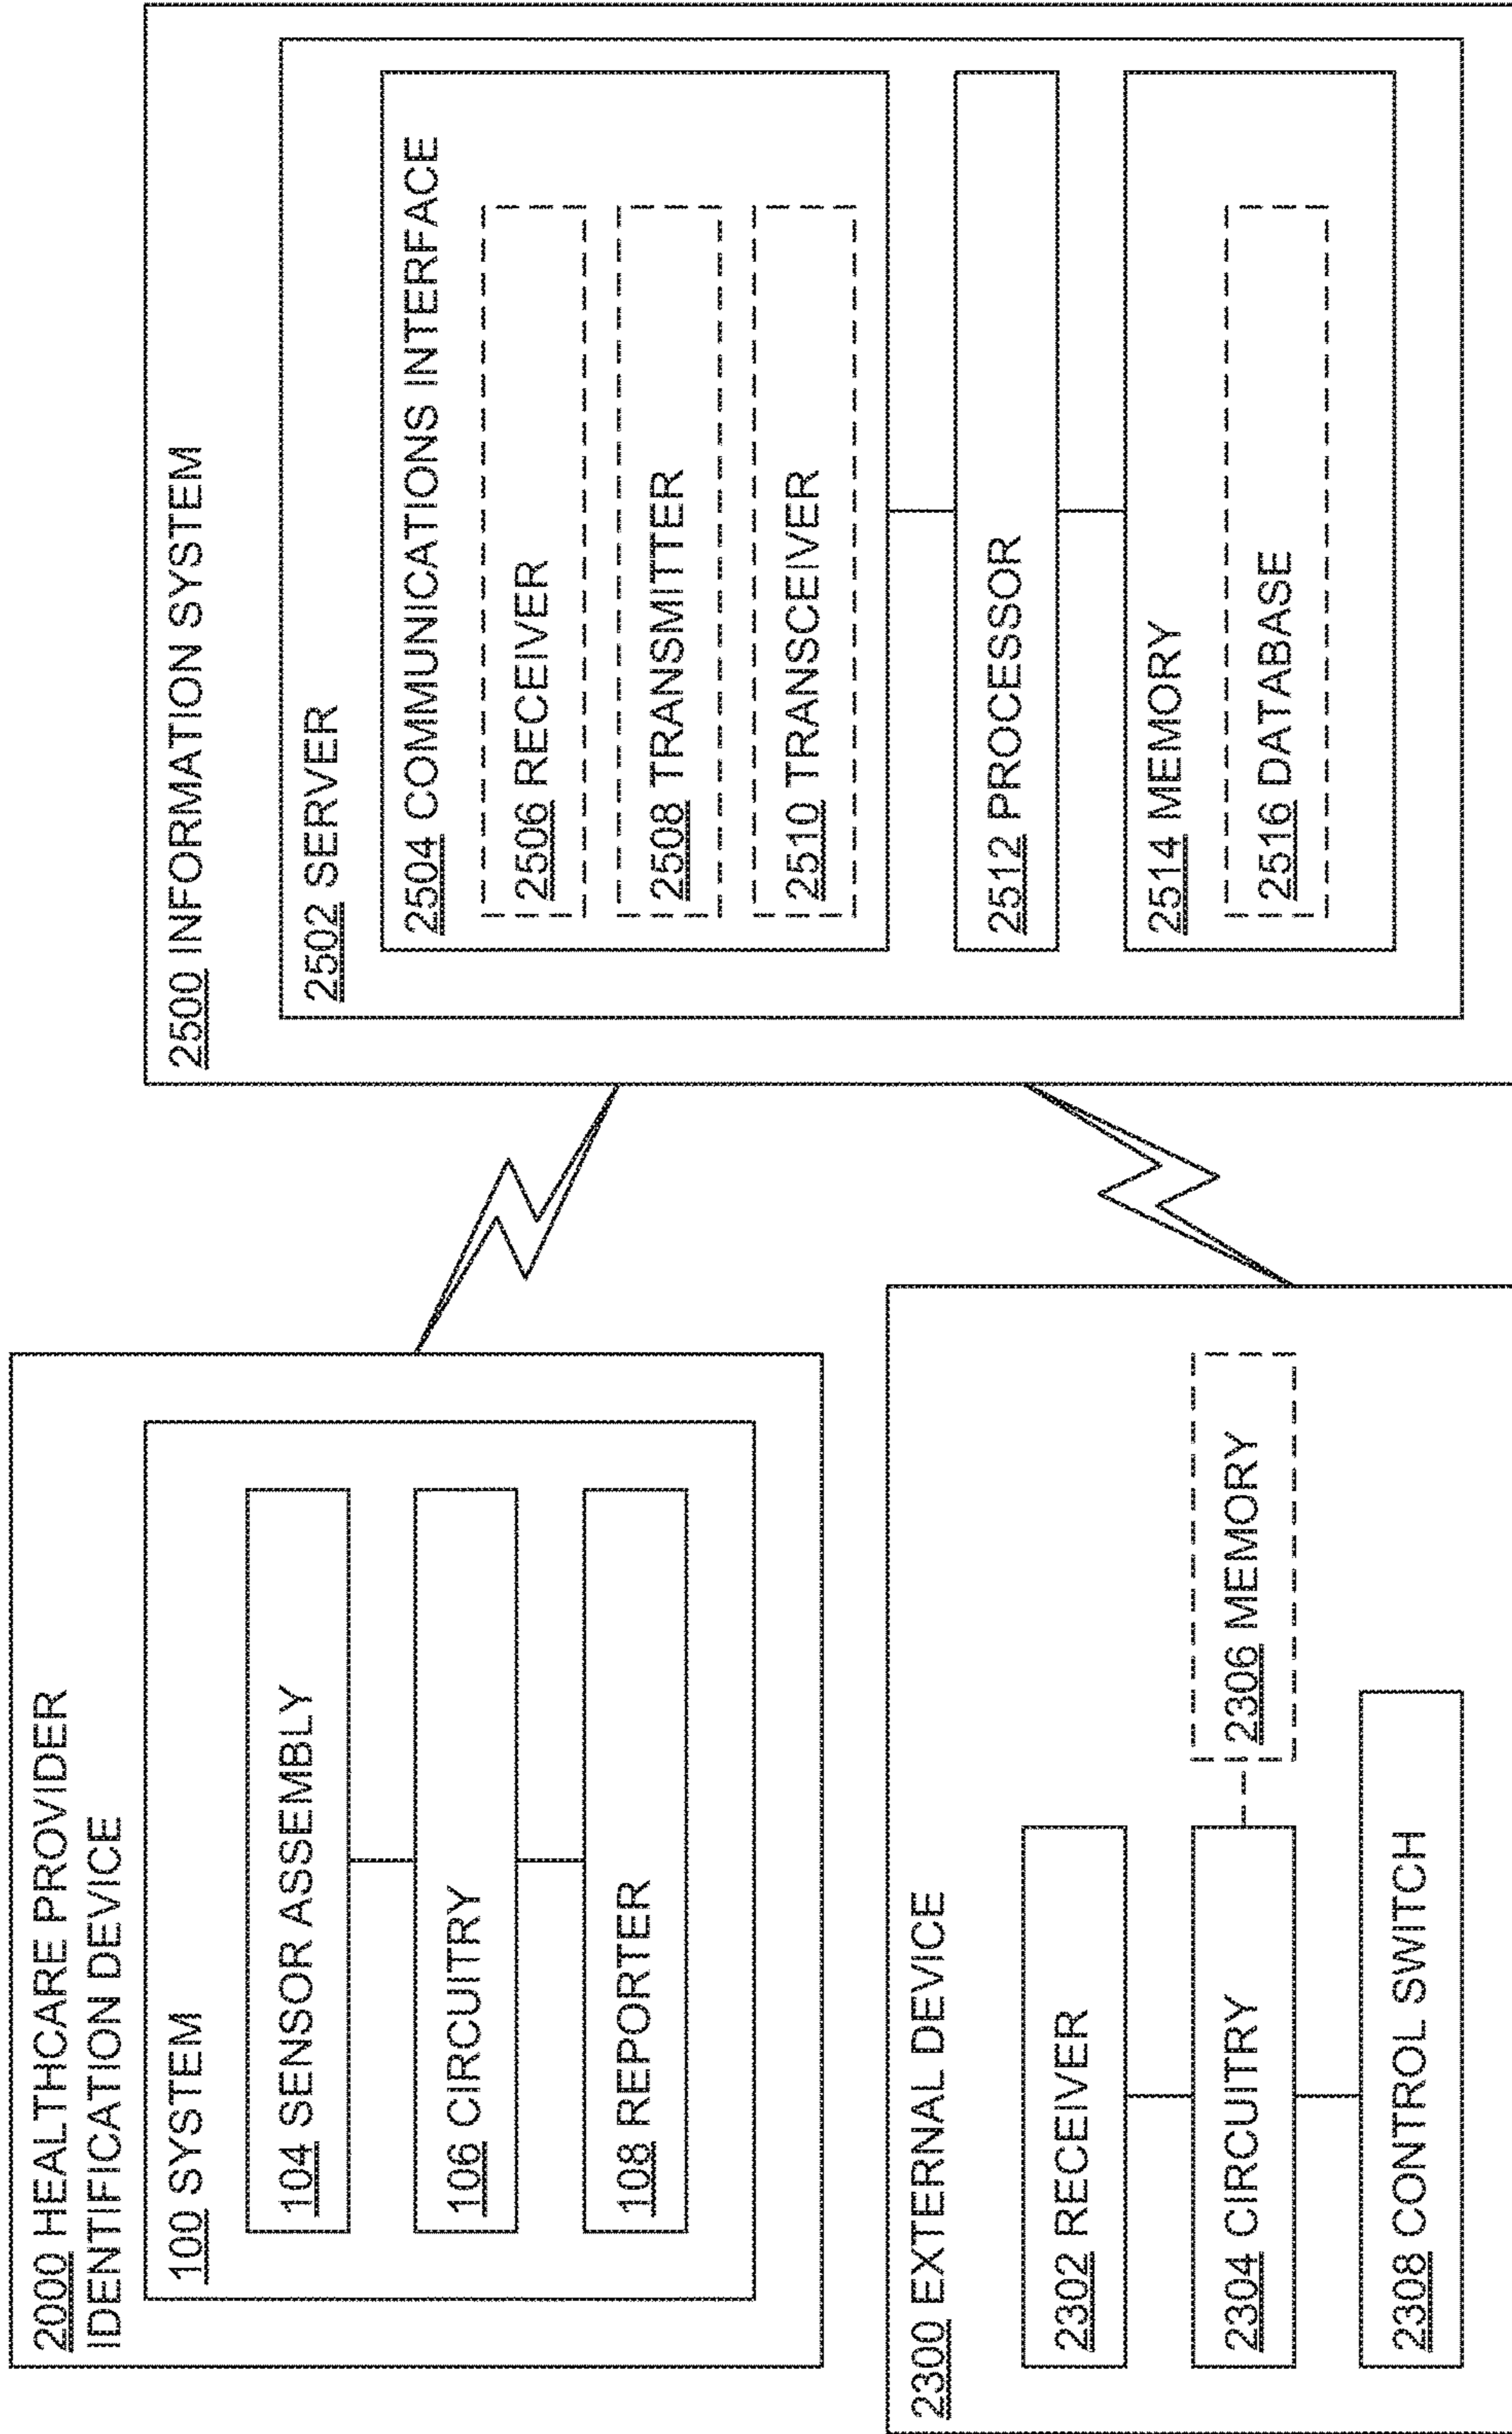 2000 HEALTHCARE PROVIDER
IDENTIFICATION DEVICE
100 SYSTEM
104 SENSOR ASSEMBLY
106 CIRCUITRY
108 REPORTER
2300 EXTERNAL DEVICE
2302 RECEIVER
2304 CIRCUITRY
2306 MEMORY
2308 CONTROL SWITCH
2500 INFORMATION SYSTEM
2502 SERVER
2504 COMMUNICATIONS INTERFACE
2506 RECEIVER
2508 TRANSMITTER
2510 TRANSCEIVER
2512 PROCESSOR
2514 MEMORY
2516 DATABASE